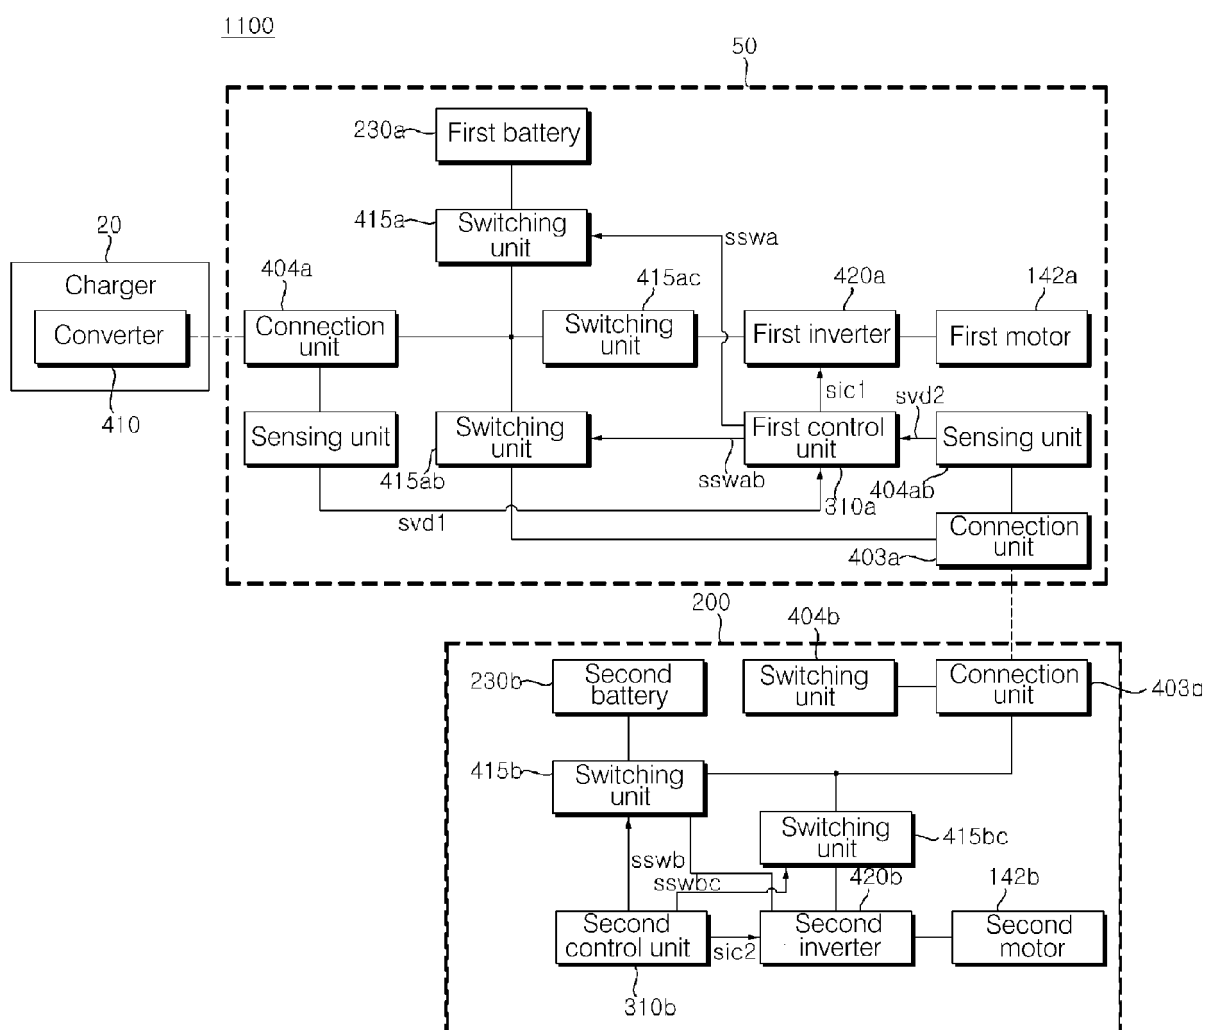 1100
50
230a
First battery
20
415a
Switching
unit
sswa
404a
415ac
420a
142a
Charger
Converter
Connection
unit
Switching
unit
First inverter
First motor
410
sic1
svd2
Sensing unit
Switching
unit
First control
unit
Sensing unit
415ab
sswab
310a
404ab
svd1
Connection
unit
403a
200
404b
230b
Second
battery
Switching
unit
Connection
unit
403b
415b
Switching
unit
Switching
unit
415bc
sswb
sswbc
420b
142b
Second
control unit
sic2
Second
inverter
Second
motor
310b